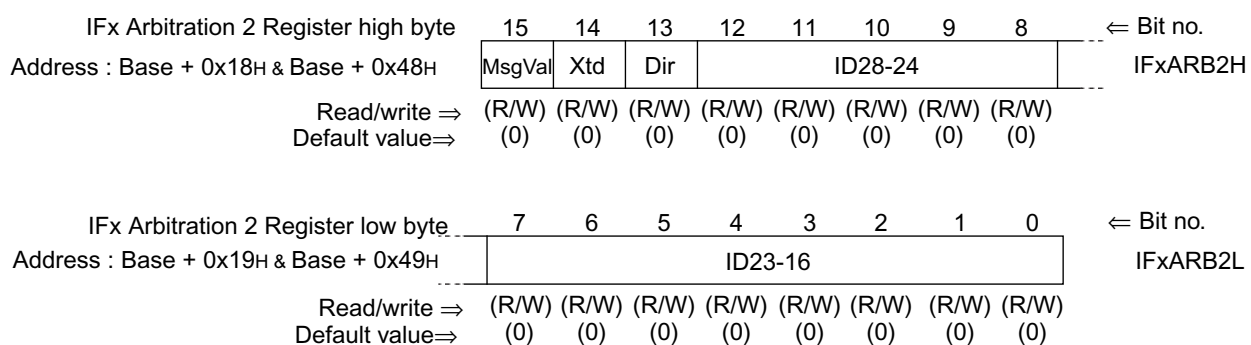 IFx Arbitration 2 Register high byte 15 14 13 12 11 10 9 8 ⇐ Bit no.
Address : Base + 0x18H & Base + 0x48H MsgVal Xtd Dir ID28-24 IFxARB2H
Read/write ⇒ (R/W) (R/W) (R/W) (R/W) (R/W) (R/W) (R/W) (R/W)
Default value⇒ (0) (0) (0) (0) (0) (0) (0) (0)
IFx Arbitration 2 Register low byte 7 6 5 4 3 2 1 0 ⇐ Bit no.
Address : Base + 0x19H & Base + 0x49H ID23-16 IFxARB2L
Read/write ⇒ (R/W) (R/W) (R/W) (R/W) (R/W) (R/W) (R/W) (R/W)
Default value⇒ (0) (0) (0) (0) (0) (0) (0) (0)